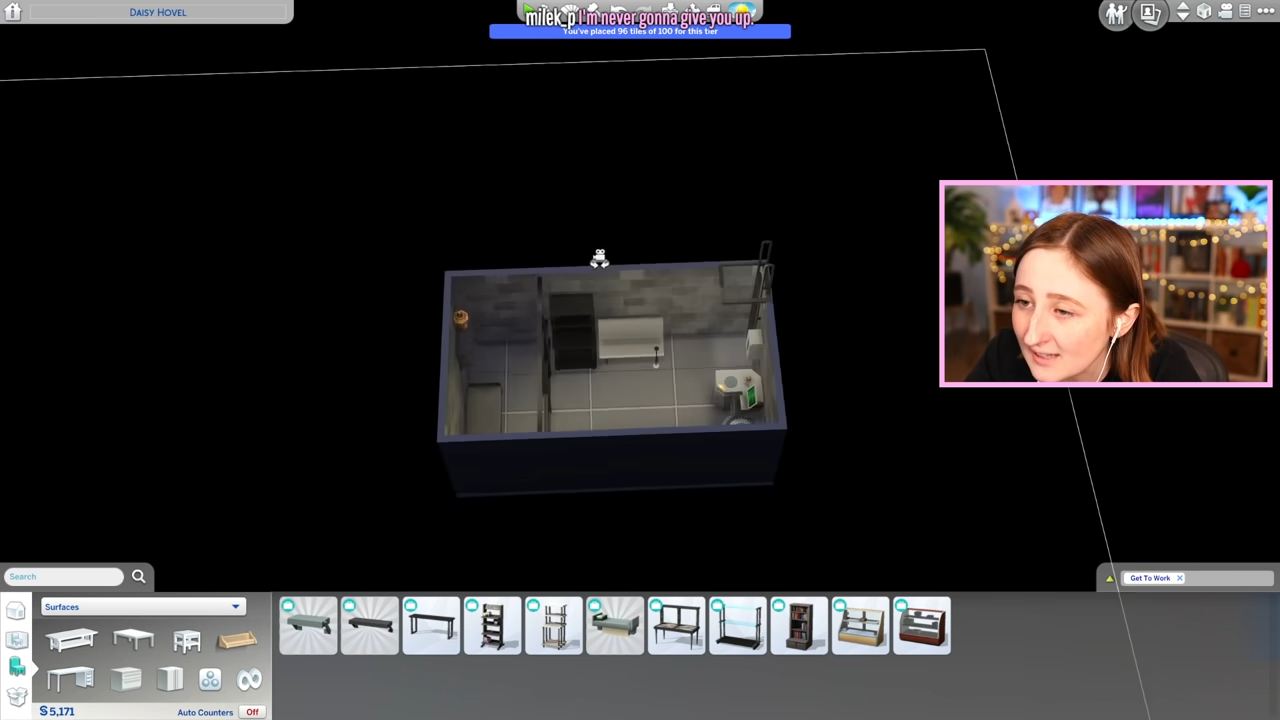 Daisy Hovel
milek_p I'm never gonna give you up.
You've placed 96 tiles of 100 for this tier
Search
Get To Work
Surfaces
§5,171
Auto Counters
Off